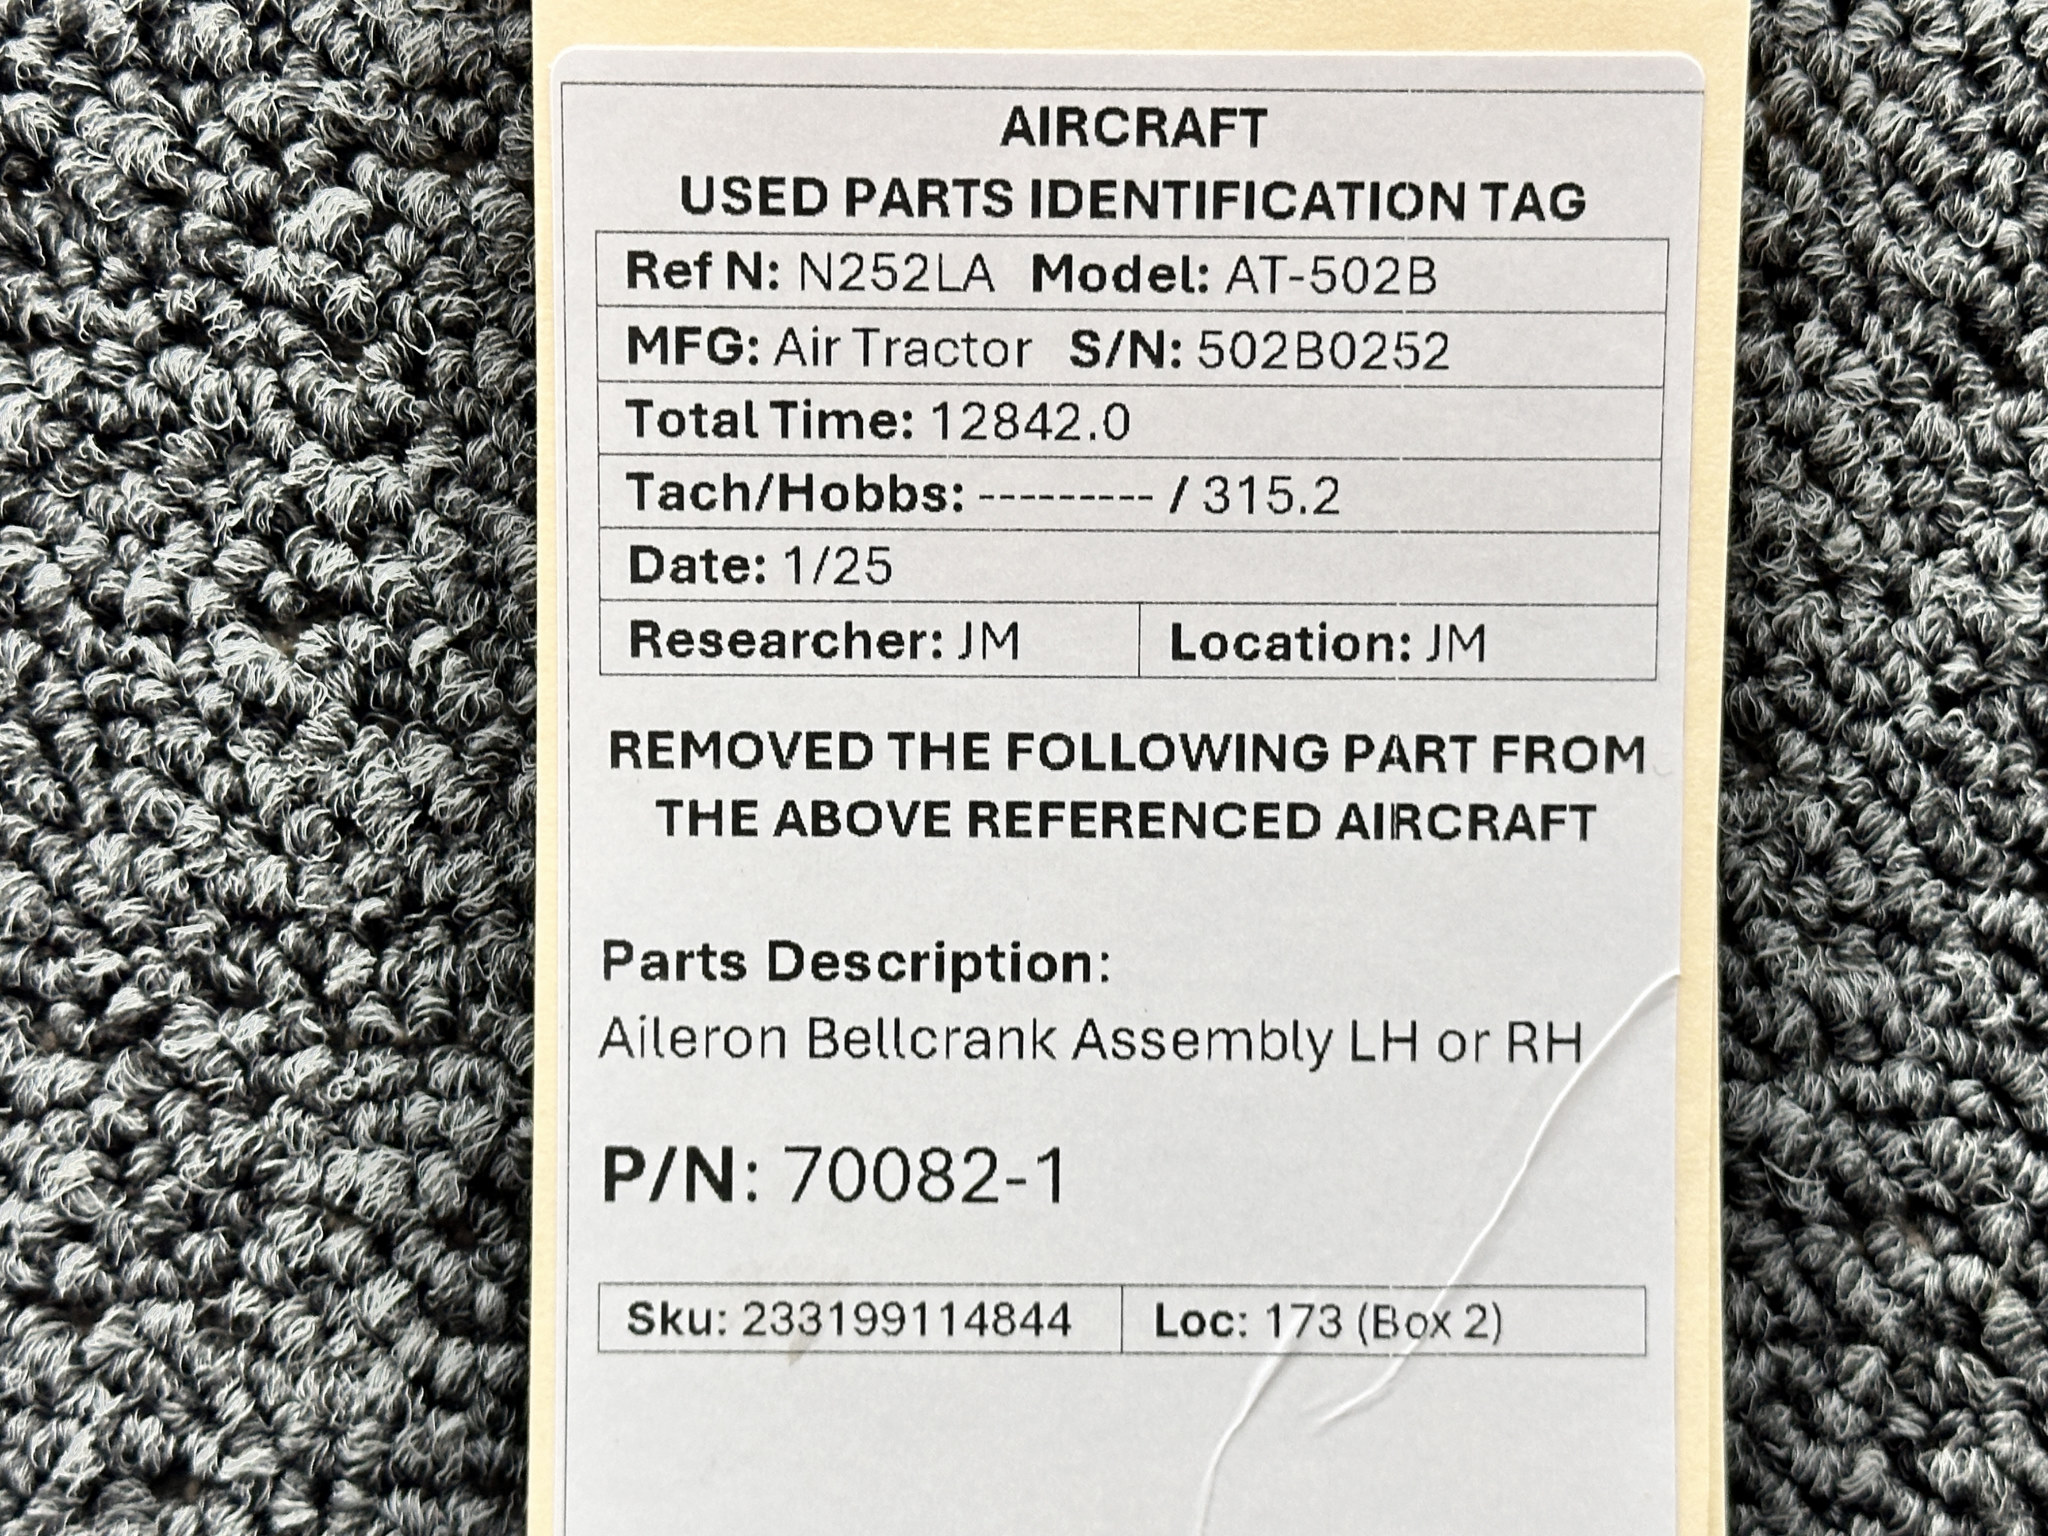 AIRCRAFT
USED PARTS IDENTIFICATION TAG
Ref N: N252LA Model: AT-502B
MFG: Air Tractor S/N: 502B0252
Total Time: 12842.0
Tach/Hobbs: --------- / 315.2
Date: 1/25
Researcher: JM Location: JM
REMOVED THE FOLLOWING PART FROM
THE ABOVE REFERENCED AIRCRAFT
Parts Description:
Aileron Bellcrank Assembly LH or RH
P/N: 70082-1
Sku: 233199114844 Loc: 173 (Box 2)